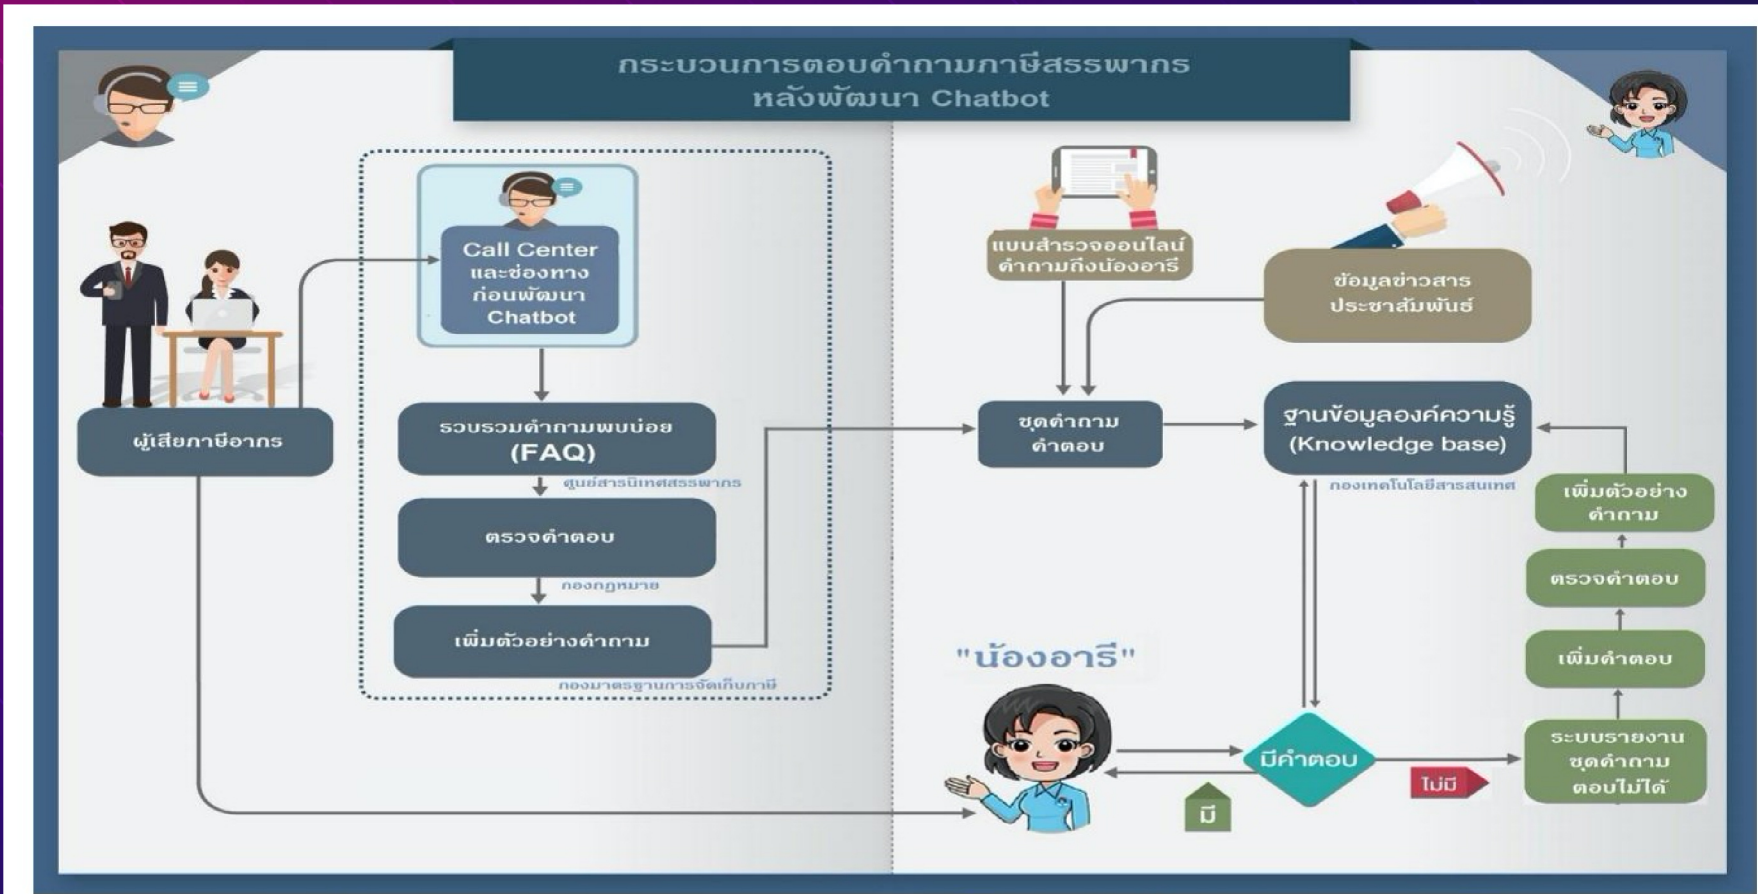 กระบวนการตอบคำถามภาษีสรรพากร
หลังพัฒนา Chatbot
Call Center
และช่องทาง
ก่อนพัฒนา
Chatbot
แบบสำรวจออนไลน์
คำถามถึงน้องอารี
ข้อมูลข่าวสาร
ประชาสัมพันธ์
ผู้เสียภาษีอากร
รวบรวมคำถามพบบ่อย
(FAQ)
ศูนย์สารนิเทศสรรพากร
ตรวจคำตอบ
กองกฎหมาย
เพิ่มตัวอย่างคำถาม
กองมาตรฐานการจัดเก็บภาษี
ชุดคำถาม
คำตอบ
ฐานข้อมูลองค์ความรู้
(Knowledge base)
กองเทคโนโลยีสารสนเทศ
เพิ่มตัวอย่าง
คำถาม
ตรวจคำตอบ
เพิ่มคำตอบ
ระบบรายงาน
ชุดคำถาม
ตอบไม่ได้
"น้องอารี"
มีคำตอบ
ไม่มี
มี